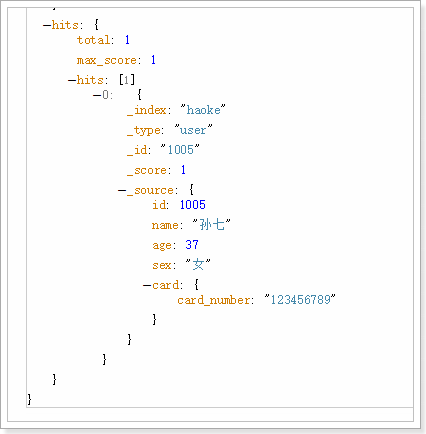 }
—hits: {
total: 1
max_score: 1
—hits: [1]
—0: {
_index: "haoke"
_type: "user"
_id: "1005"
_score: 1
—_source: {
id: 1005
name: "孙七"
age: 37
sex: "女"
—card: {
card_number: "123456789"
}
}
}
}
}